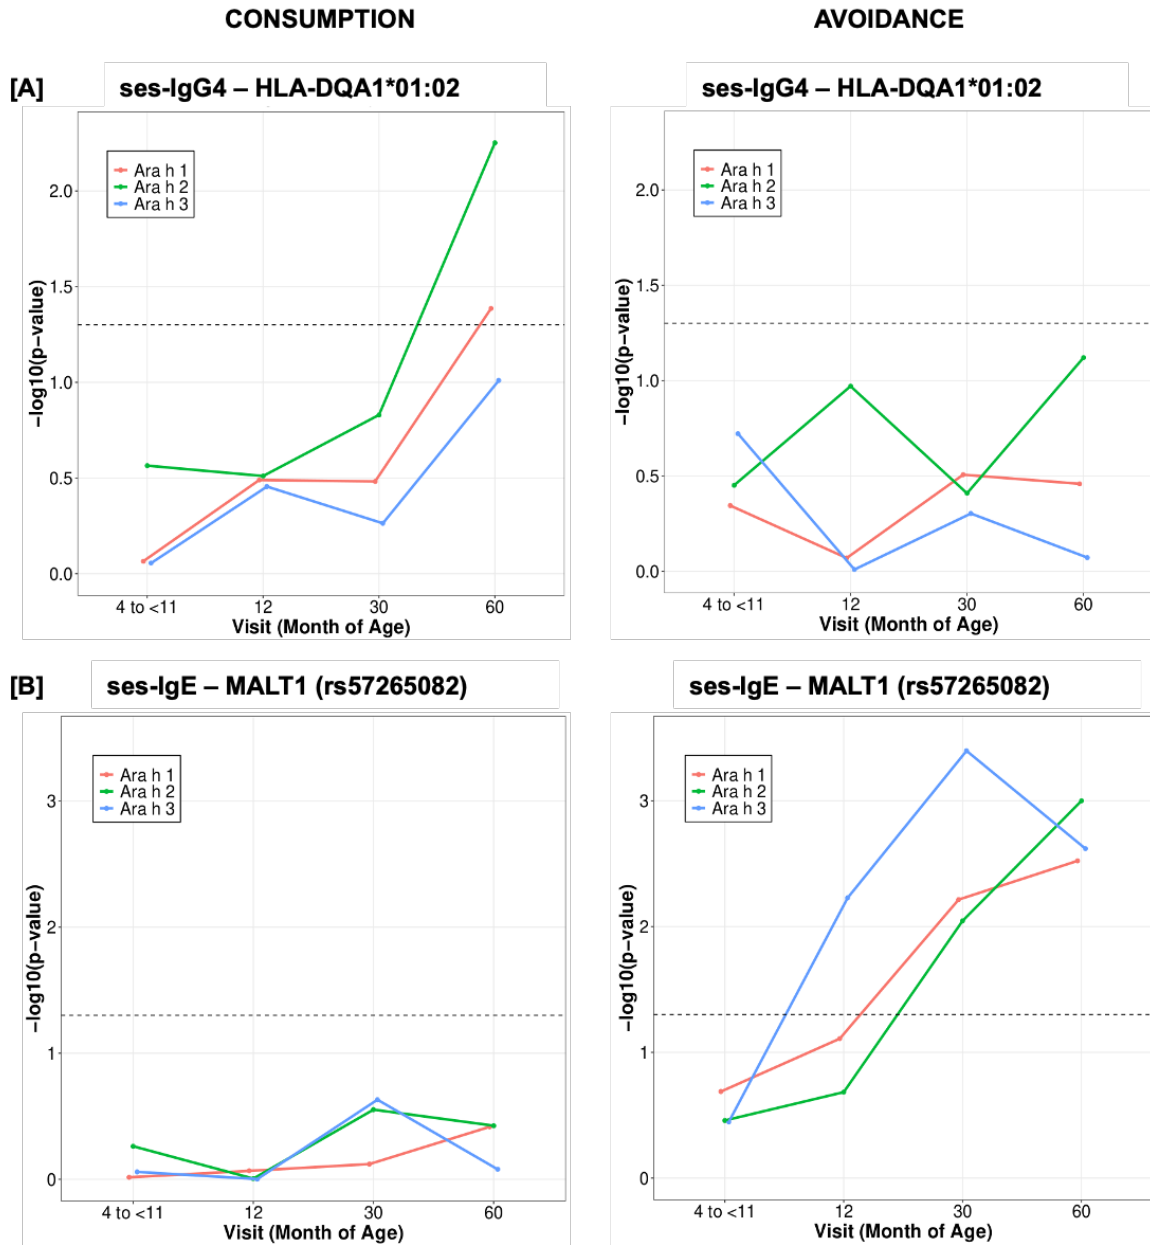 CONSUMPTION
AVOIDANCE
[A]
ses-IgG4 – HLA-DQA1*01:02
ses-IgG4 – HLA-DQA1*01:02
−log10(p−value)
2.0
1.5
1.0
0.5
0.0
Ara h 1
Ara h 2
Ara h 3
4 to <11
12
30
60
Visit (Month of Age)
−log10(p−value)
2.0
1.5
1.0
0.5
0.0
Ara h 1
Ara h 2
Ara h 3
4 to <11
12
30
60
Visit (Month of Age)
[B]
ses-IgE – MALT1 (rs57265082)
ses-IgE – MALT1 (rs57265082)
−log10(p−value)
3
2
1
0
Ara h 1
Ara h 2
Ara h 3
4 to <11
12
30
60
Visit (Month of Age)
−log10(p−value)
3
2
1
0
Ara h 1
Ara h 2
Ara h 3
4 to <11
12
30
60
Visit (Month of Age)